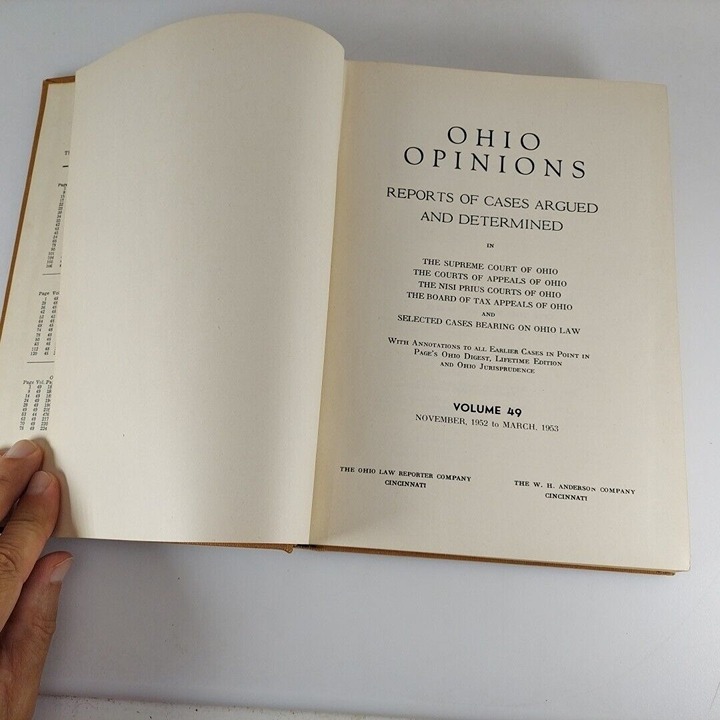 Page Vol.
OHIO
OPINIONS
REPORTS OF CASES ARGUED
AND DETERMINED
IN
THE SUPREME COURT OF OHIO
THE COURTS OF APPEALS OF OHIO
THE NISI PRIUS COURTS OF OHIO
THE BOARD OF TAX APPEALS OF OHIO
AND
SELECTED CASES BEARING ON OHIO LAW
WITH ANNOTATIONS TO ALL EARLIER CASES IN POINT IN
PAGE'S OHIO DIGEST, LIFETIME EDITION
AND OHIO JURISPRUDENCE
VOLUME 49
NOVEMBER, 1952 to MARCH, 1953
THE OHIO LAW REPORTER COMPANY
CINCINNATI
THE W. H. ANDERSON COMPANY
CINCINNATI